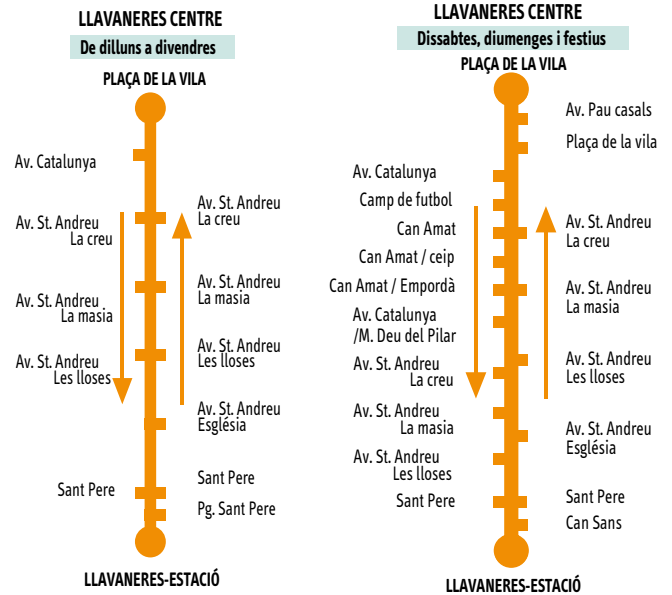 LLAVANERES CENTRE
De dilluns a divendres
PLAÇA DE LA VILA
Av. Catalunya
Av. St. Andreu
La creu
Av. St. Andreu
La masia
Av. St. Andreu
Les lloses
Sant Pere
Av. St. Andreu
La creu
Av. St. Andreu
La masia
Av. St. Andreu
Les lloses
Av. St. Andreu
Església
Sant Pere
Pg. Sant Pere
LLAVANERES-ESTACIÓ
LLAVANERES CENTRE
Dissabtes, diumenges i festius
PLAÇA DE LA VILA
Av. Catalunya
Camp de futbol
Can Amat
Can Amat / ceip
Can Amat / Empordà
Av. Catalunya
/M. Deu del Pilar
Av. St. Andreu
La creu
Av. St. Andreu
La masia
Av. St. Andreu
Les lloses
Sant Pere
Av. Pau casals
Plaça de la vila
Av. St. Andreu
La creu
Av. St. Andreu
La masia
Av. St. Andreu
Les lloses
Av. St. Andreu
Església
Sant Pere
Can Sans
LLAVANERES-ESTACIÓ